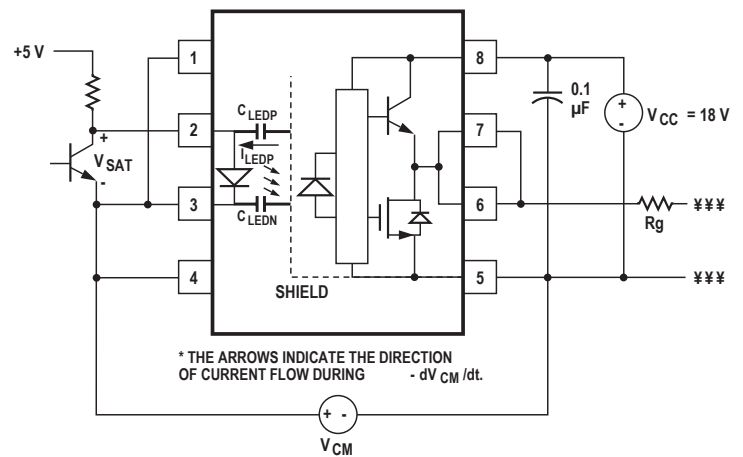 +5 V
1
2
3
4
+
V SAT
-
C LEDP
I LEDP
C LEDN
SHIELD
8
7
6
5
0.1
µF
+
-
V CC = 18 V
Rg
¥¥¥
¥¥¥
* THE ARROWS INDICATE THE DIRECTION
OF CURRENT FLOW DURING - dV CM /dt.
+ -
V CM